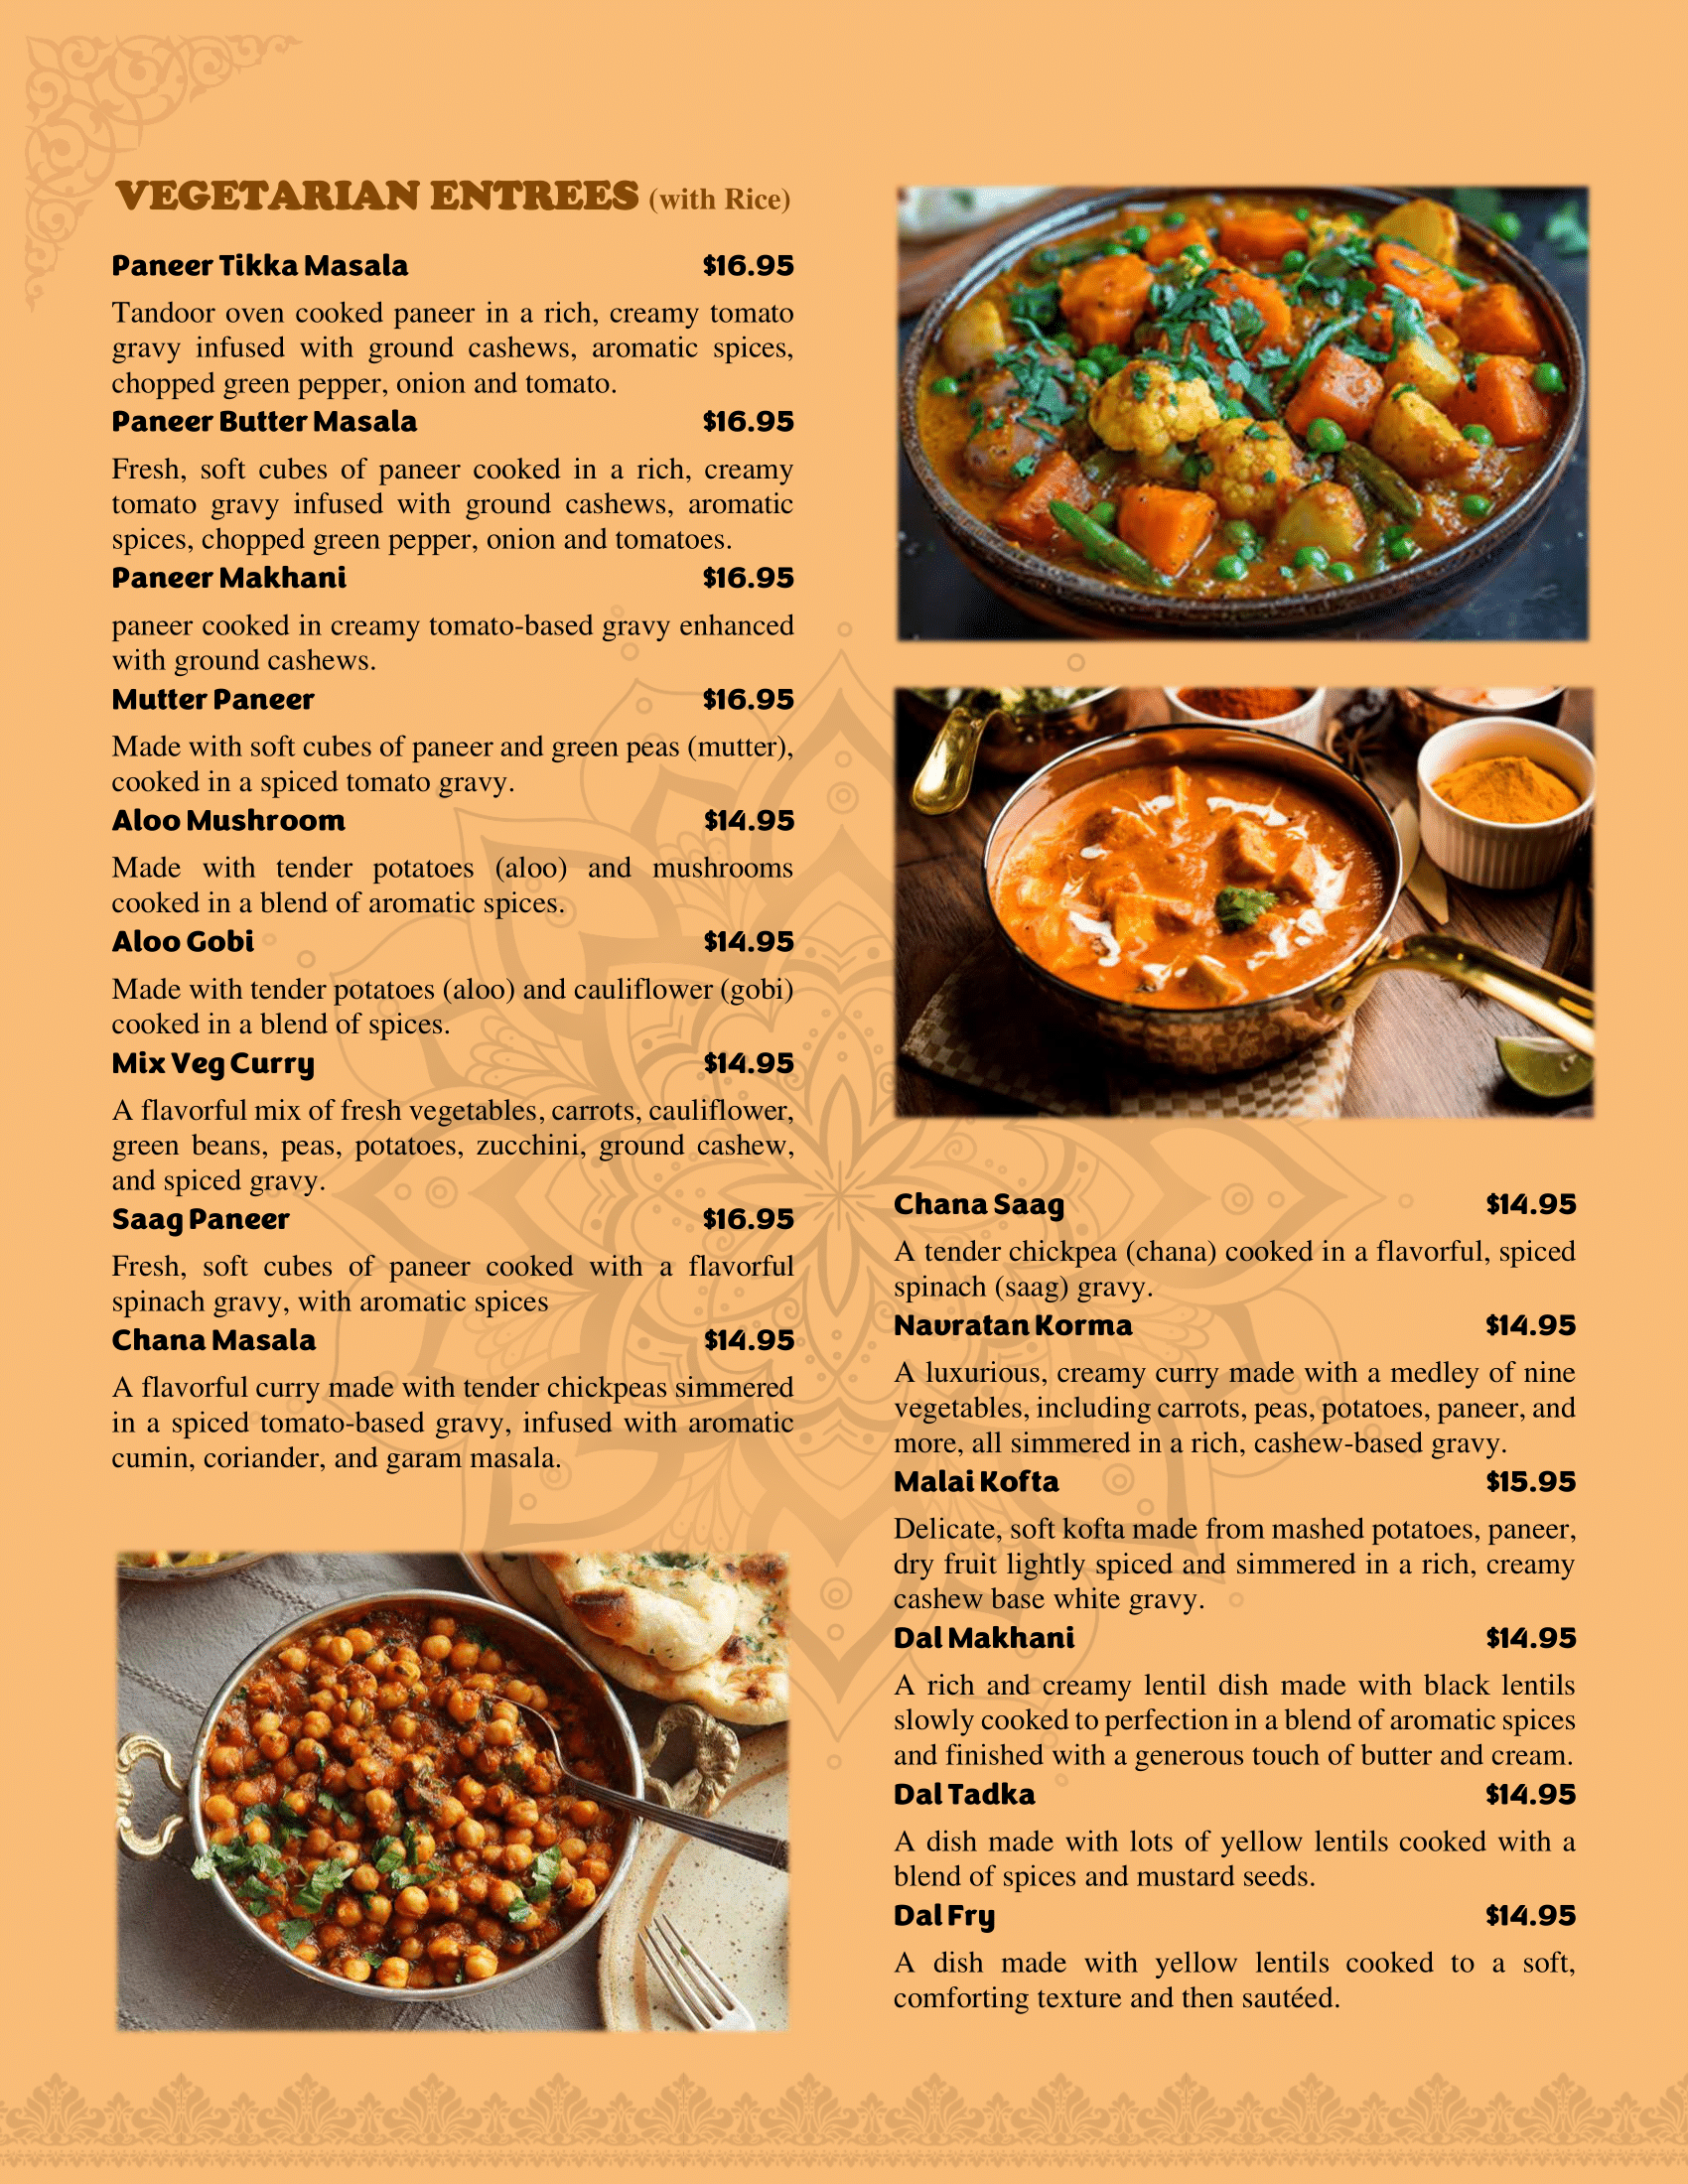 VEGETARIAN ENTREES (with Rice)
Paneer Tikka Masala $16.95
Tandoor oven cooked paneer in a rich, creamy tomato
gravy infused with ground cashews, aromatic spices,
chopped green pepper, onion and tomato.
Paneer Butter Masala $16.95
Fresh, soft cubes of paneer cooked in a rich, creamy
tomato gravy infused with ground cashews, aromatic
spices, chopped green pepper, onion and tomatoes.
Paneer Makhani $16.95
paneer cooked in creamy tomato-based gravy enhanced
with ground cashews.
Mutter Paneer $16.95
Made with soft cubes of paneer and green peas (mutter),
cooked in a spiced tomato gravy.
Aloo Mushroom $14.95
Made with tender potatoes (aloo) and mushrooms
cooked in a blend of aromatic spices.
Aloo Gobi $14.95
Made with tender potatoes (aloo) and cauliflower (gobi)
cooked in a blend of spices.
Mix Veg Curry $14.95
A flavorful mix of fresh vegetables, carrots, cauliflower,
green beans, peas, potatoes, zucchini, ground cashew,
and spiced gravy.
Saag Paneer $16.95
Fresh, soft cubes of paneer cooked with a flavorful
spinach gravy, with aromatic spices
Chana Masala $14.95
A flavorful curry made with tender chickpeas simmered
in a spiced tomato-based gravy, infused with aromatic
cumin, coriander, and garam masala.
Chana Saag $14.95
A tender chickpea (chana) cooked in a flavorful, spiced
spinach (saag) gravy.
Navratan Korma $14.95
A luxurious, creamy curry made with a medley of nine
vegetables, including carrots, peas, potatoes, paneer, and
more, all simmered in a rich, cashew-based gravy.
Malai Kofta $15.95
Delicate, soft kofta made from mashed potatoes, paneer,
dry fruit lightly spiced and simmered in a rich, creamy
cashew base white gravy.
Dal Makhani $14.95
A rich and creamy lentil dish made with black lentils
slowly cooked to perfection in a blend of aromatic spices
and finished with a generous touch of butter and cream.
Dal Tadka $14.95
A dish made with lots of yellow lentils cooked with a
blend of spices and mustard seeds.
Dal Fry $14.95
A dish made with yellow lentils cooked to a soft,
comforting texture and then sautéed.